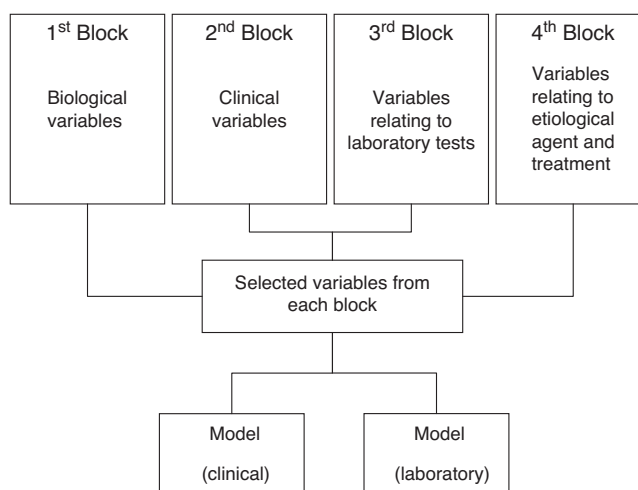 1st Block
Biological
variables
2nd Block
Clinical
variables
3rd Block
Variables
relating to
laboratory tests
4th Block
Variables
relating to
etiological
agent and
treatment
Selected variables from
each block
Model
(clinical)
Model
(laboratory)